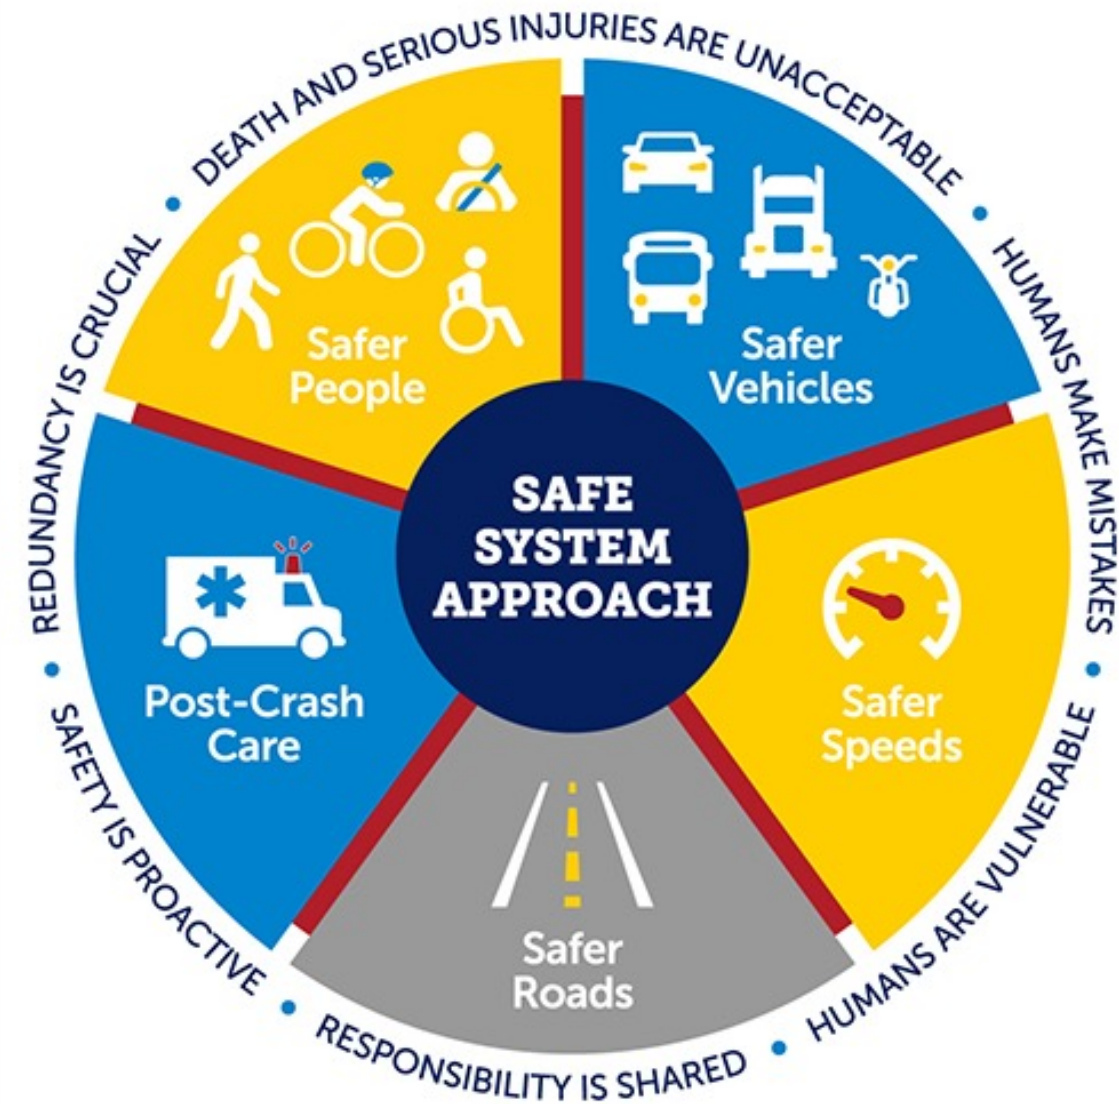 DEATH AND SERIOUS INJURIES ARE UNACCEPTABLE
HUMANS MAKE MISTAKES
HUMANS ARE VULNERABLE
RESPONSIBILITY IS SHARED
SAFETY IS PROACTIVE
REDUNDANCY IS CRUCIAL
Safer
People
Safer
Vehicles
SAFE
SYSTEM
APPROACH
Post-Crash
Care
Safer
Speeds
Safer
Roads